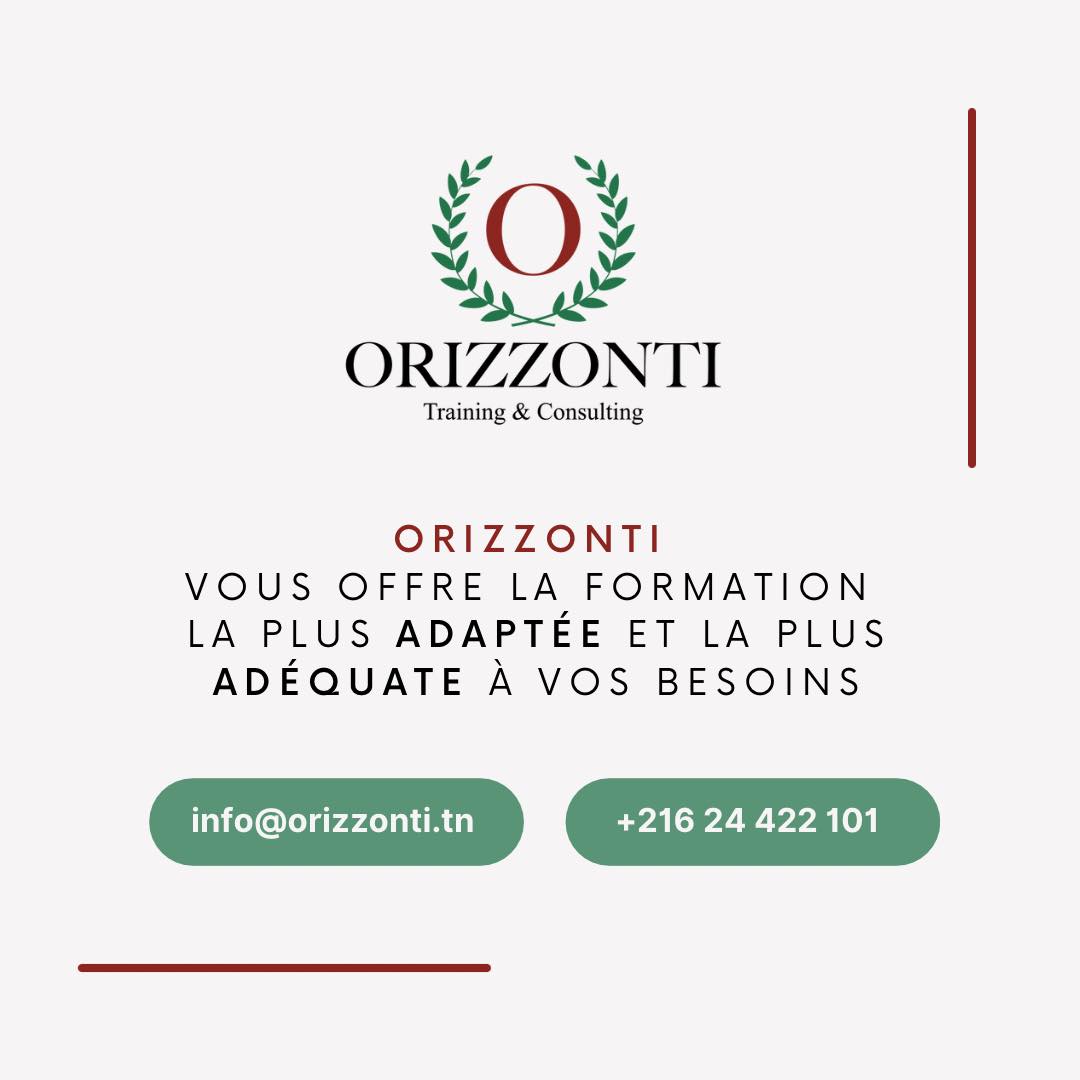 O
ORIZZONTI
Training & Consulting
ORIZZONTI
VOUS OFFRE LA FORMATION
LA PLUS ADAPTÉE ET LA PLUS
ADÉQUATE À VOS BESOINS
info@orizzonti.tn
+216 24 422 101